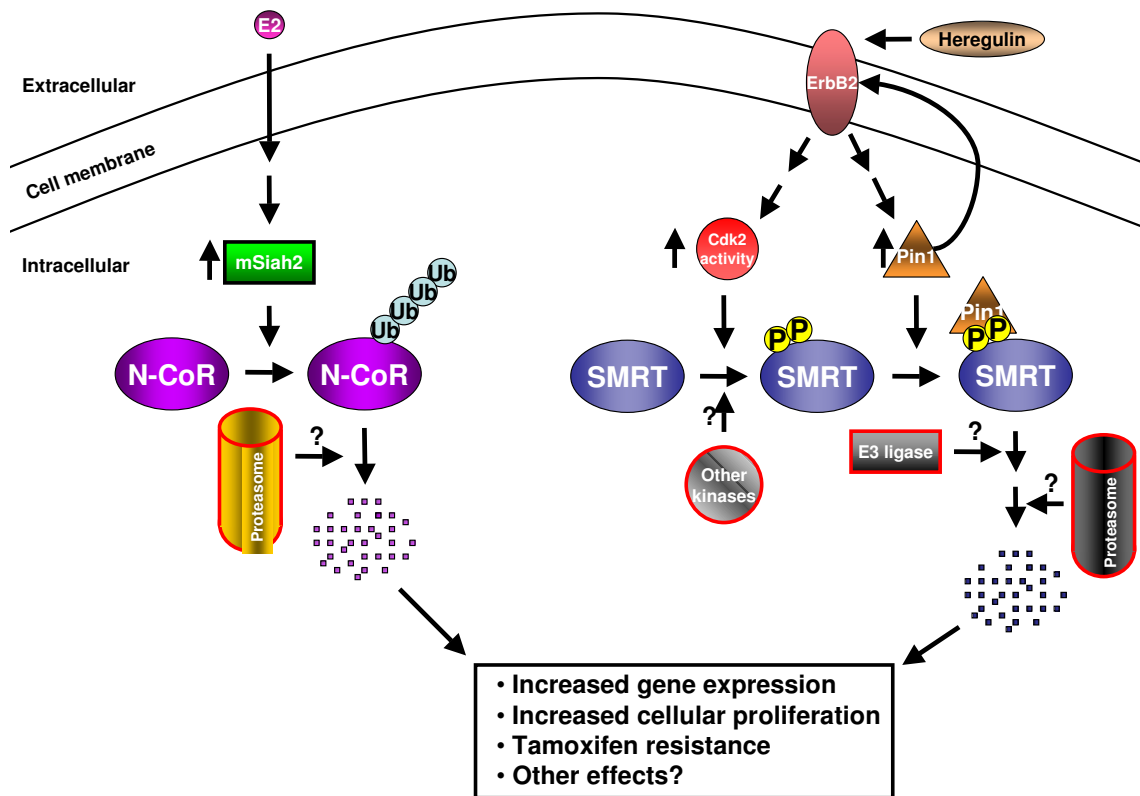 E2
Heregulin
ErbB2
Extracellular
Cell membrane
Intracellular
mSiah2
Cdk2
activity
Pin1
Ub
Ub
Ub
Ub
Pin1
P P
P P
N-CoR
N-CoR
SMRT
SMRT
SMRT
?
?
?
?
Proteasome
E3 ligase
Other
kinases
Proteasome
• Increased gene expression
• Increased cellular proliferation
• Tamoxifen resistance
• Other effects?